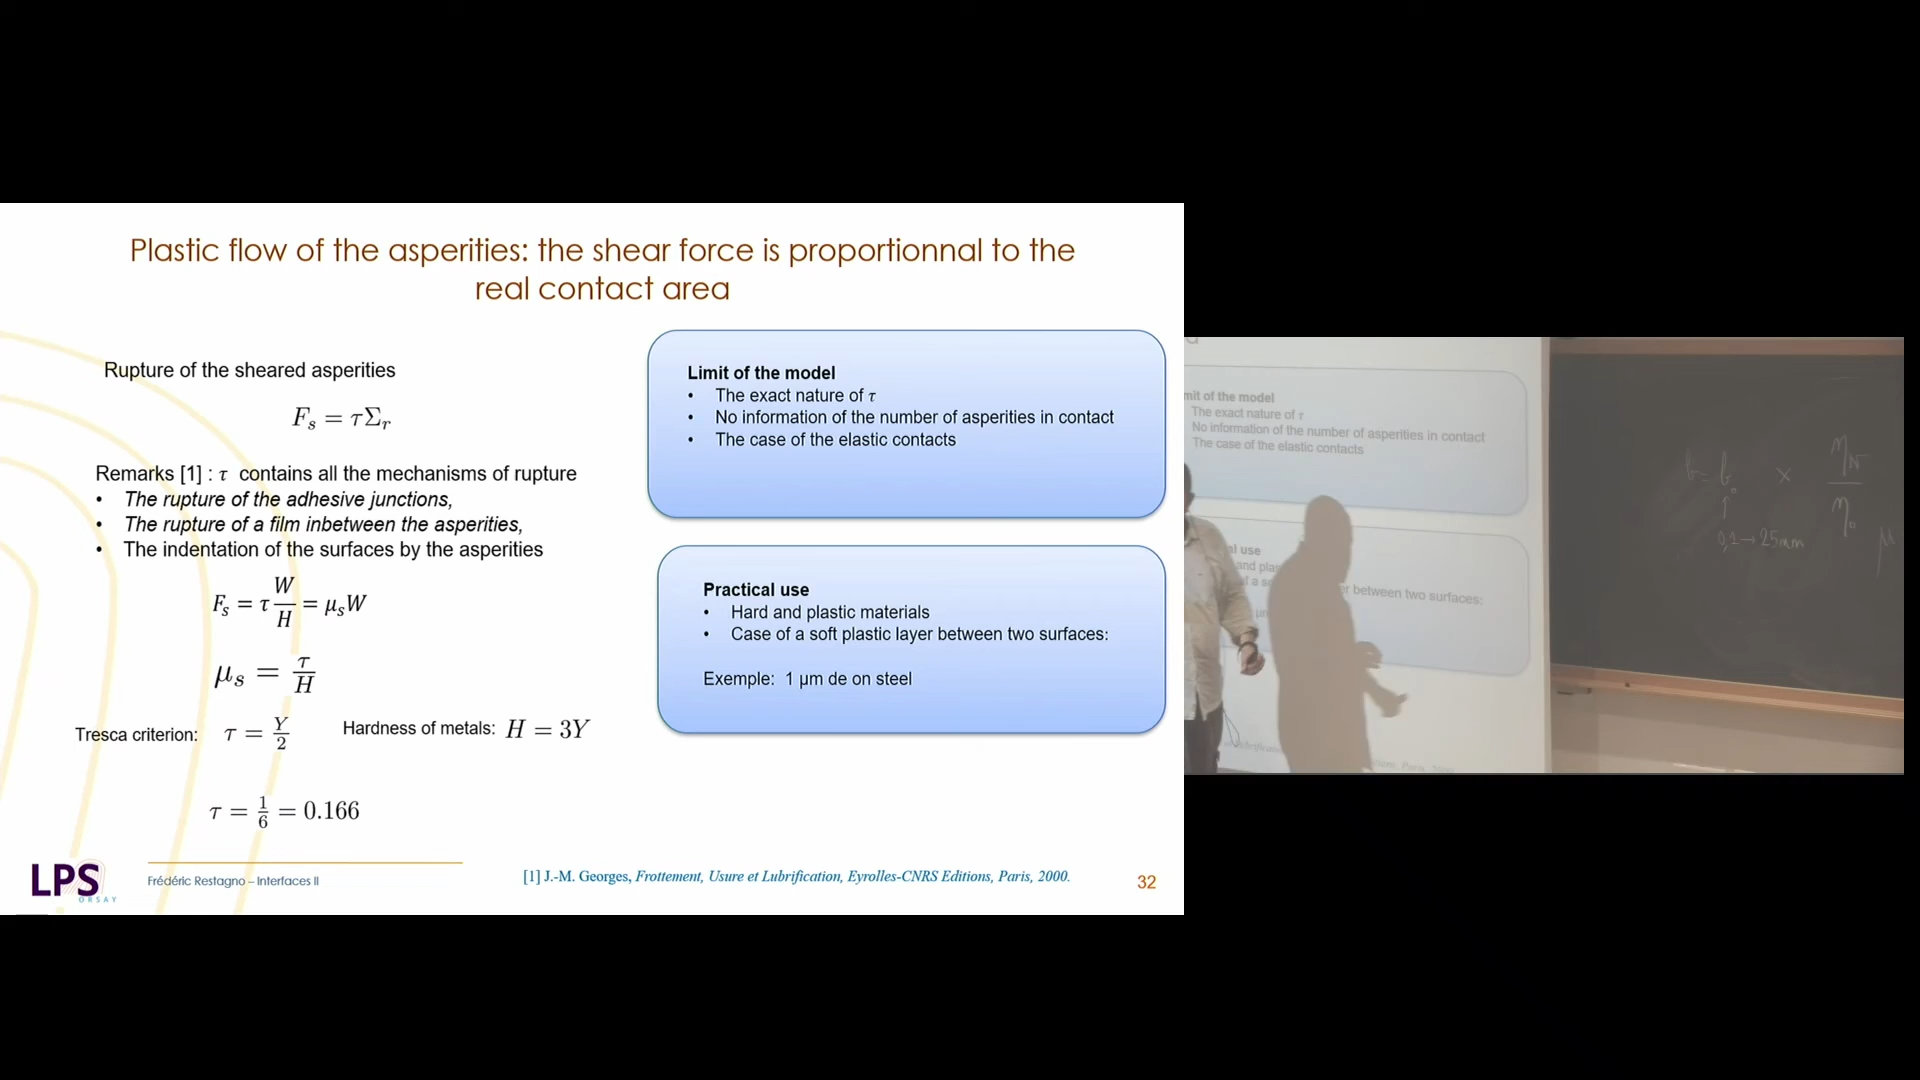 Plastic flow of the asperities: the shear force is proportionnal to the
real contact area
Rupture of the sheared asperities
F_s = τΣ_r
Remarks [1] : τ contains all the mechanisms of rupture
• The rupture of the adhesive junctions,
• The rupture of a film inbetween the asperities,
• The indentation of the surfaces by the asperities
F_s = τ W/H = μ_s W
μ_s = τ/H
Tresca criterion: τ = Y/2 Hardness of metals: H = 3Y
τ = 1/6 = 0.166
Limit of the model
• The exact nature of τ
• No information of the number of asperities in contact
• The case of the elastic contacts
Practical use
• Hard and plastic materials
• Case of a soft plastic layer between two surfaces:
Exemple: 1 μm de on steel
LPS
ORSAY
Frédéric Restagno – Interfaces II
[1] J.-M. Georges, Frottement, Usure et Lubrification, Eyrolles-CNRS Editions, Paris, 2000.
32
mit of the model
The exact nature of τ
No information of the number of asperities in contact
The case of the elastic contacts
al use
and plas
r between two surfaces: